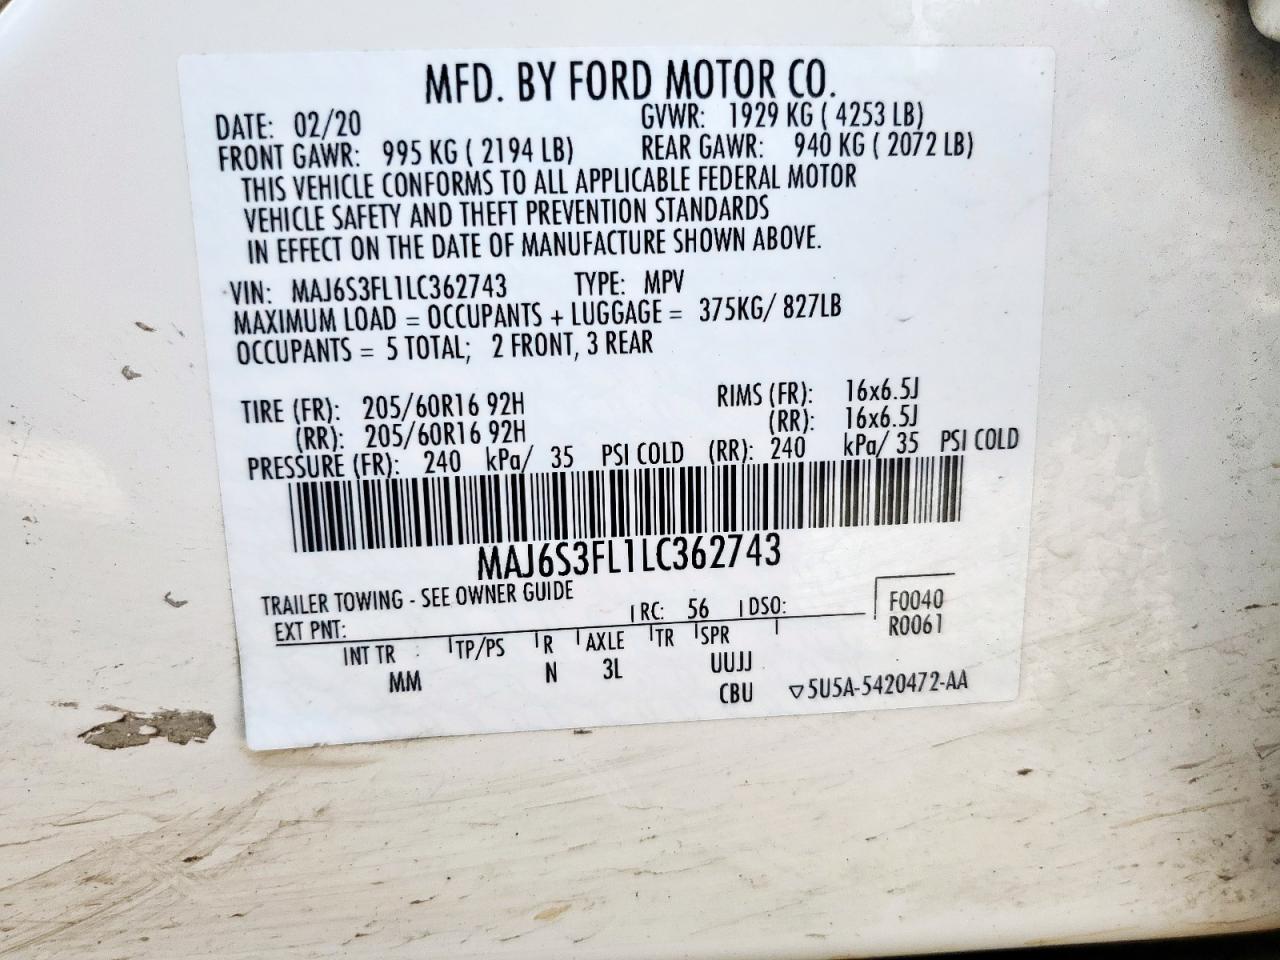 MFD. BY FORD MOTOR CO.
DATE: 02/20 GVWR: 1929 KG ( 4253 LB)
FRONT GAWR: 995 KG ( 2194 LB) REAR GAWR: 940 KG ( 2072 LB)
THIS VEHICLE CONFORMS TO ALL APPLICABLE FEDERAL MOTOR
VEHICLE SAFETY AND THEFT PREVENTION STANDARDS
IN EFFECT ON THE DATE OF MANUFACTURE SHOWN ABOVE.
VIN: MAJ6S3FL1LC362743 TYPE: MPV
MAXIMUM LOAD = OCCUPANTS + LUGGAGE = 375KG/ 827LB
OCCUPANTS = 5 TOTAL; 2 FRONT, 3 REAR
TIRE (FR): 205/60R16 92H RIMS (FR): 16x6.5J
(RR): 205/60R16 92H (RR): 16x6.5J
PRESSURE (FR): 240 kPa/ 35 PSI COLD (RR): 240 kPa/ 35 PSI COLD
MAJ6S3FL1LC362743
TRAILER TOWING - SEE OWNER GUIDE
EXT PNT: RC: 56 DSO: F0040
R0061
INT TR TP/PS R AXLE TR SPR
MM N 3L UUJJ
CBU ▽5U5A-5420472-AA